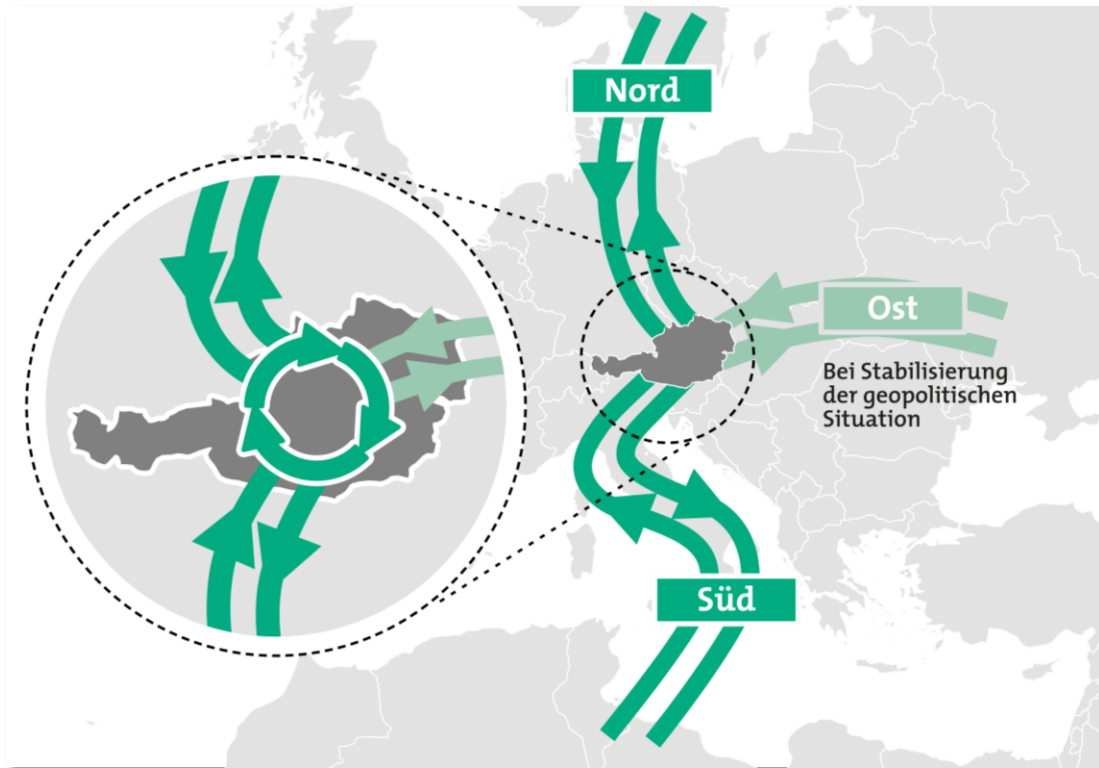 Nord
Ost
Bei Stabilisierung
der geopolitischen
Situation
Süd